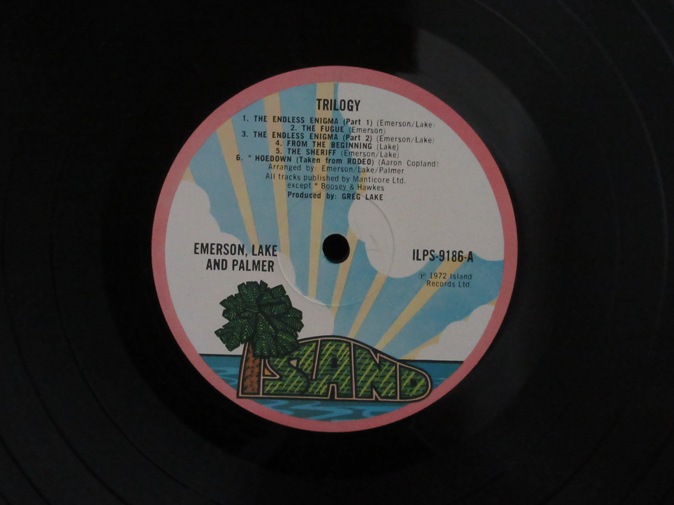 TRILOGY
1. THE ENDLESS ENIGMA (Part 1) (Emerson/Lake)
2. THE FUGUE (Emerson)
3. THE ENDLESS ENIGMA (Part 2) (Emerson/Lake)
4. FROM THE BEGINNING (Lake)
5. THE SHERIFF (Emerson/Lake)
6. * HOEDOWN (Taken from RODEO) (Aaron Copland)
Arranged by Emerson/Lake/Palmer
All tracks published by Manticore Ltd.
except * Boosey & Hawkes
Produced by: GREG LAKE
EMERSON, LAKE
AND PALMER
ILPS-9186-A
℗ 1972 Island
Records Ltd.
ISLAND